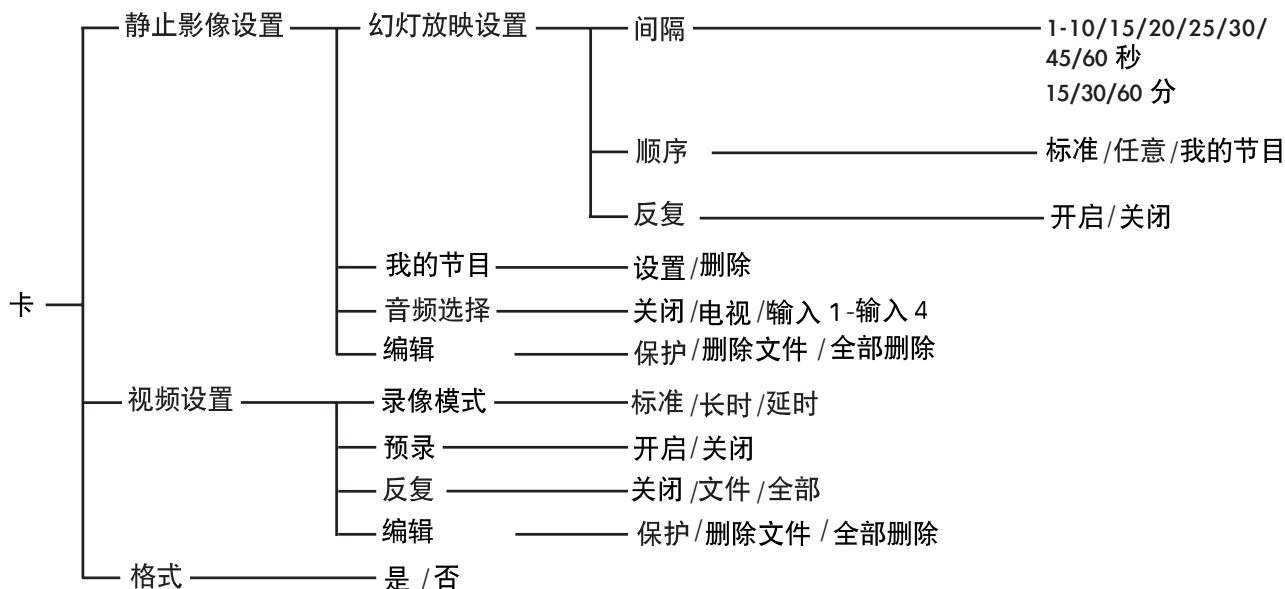 静止影像设置 幻灯放映设置 间隔 1-10/15/20/25/30/
45/60 秒
15/30/60 分
顺序 标准/任意/我的节目
反复 开启/关闭
我的节目 设置/删除
卡 音频选择 关闭/电视/输入 1-输入 4
编辑 保护/删除文件/全部删除
视频设置 录像模式 标准/长时/延时
预录 开启/关闭
反复 关闭/文件/全部
编辑 保护/删除文件/全部删除
格式 是/否